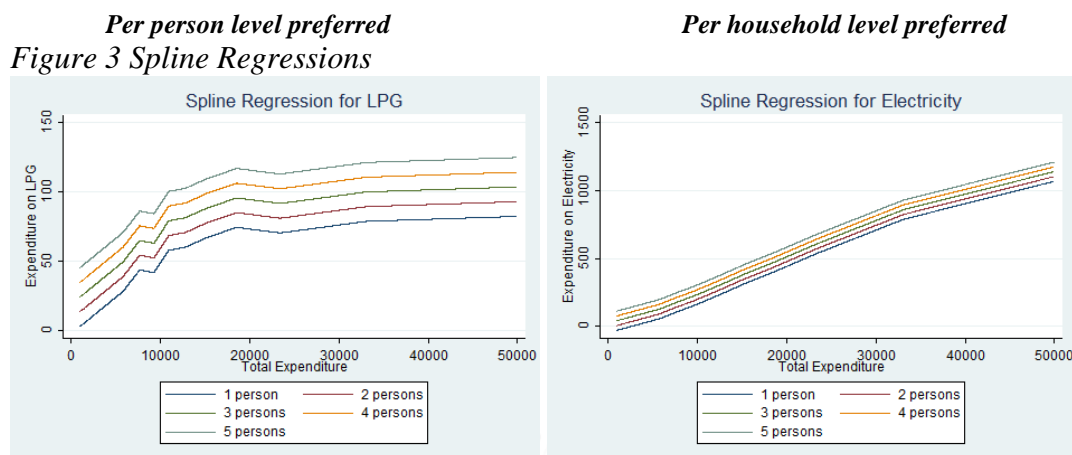 Per person level preferred Per household level preferred
Figure 3 Spline Regressions
Spline Regression for LPG
Expenditure on LPG
0 50 100 150
0 10000 20000 30000 40000 50000
Total Expenditure
1 person 2 persons
3 persons 4 persons
5 persons
Spline Regression for Electricity
Expenditure on Electricity
0 500 1000 1500
0 10000 20000 30000 40000 50000
Total Expenditure
1 person 2 persons
3 persons 4 persons
5 persons